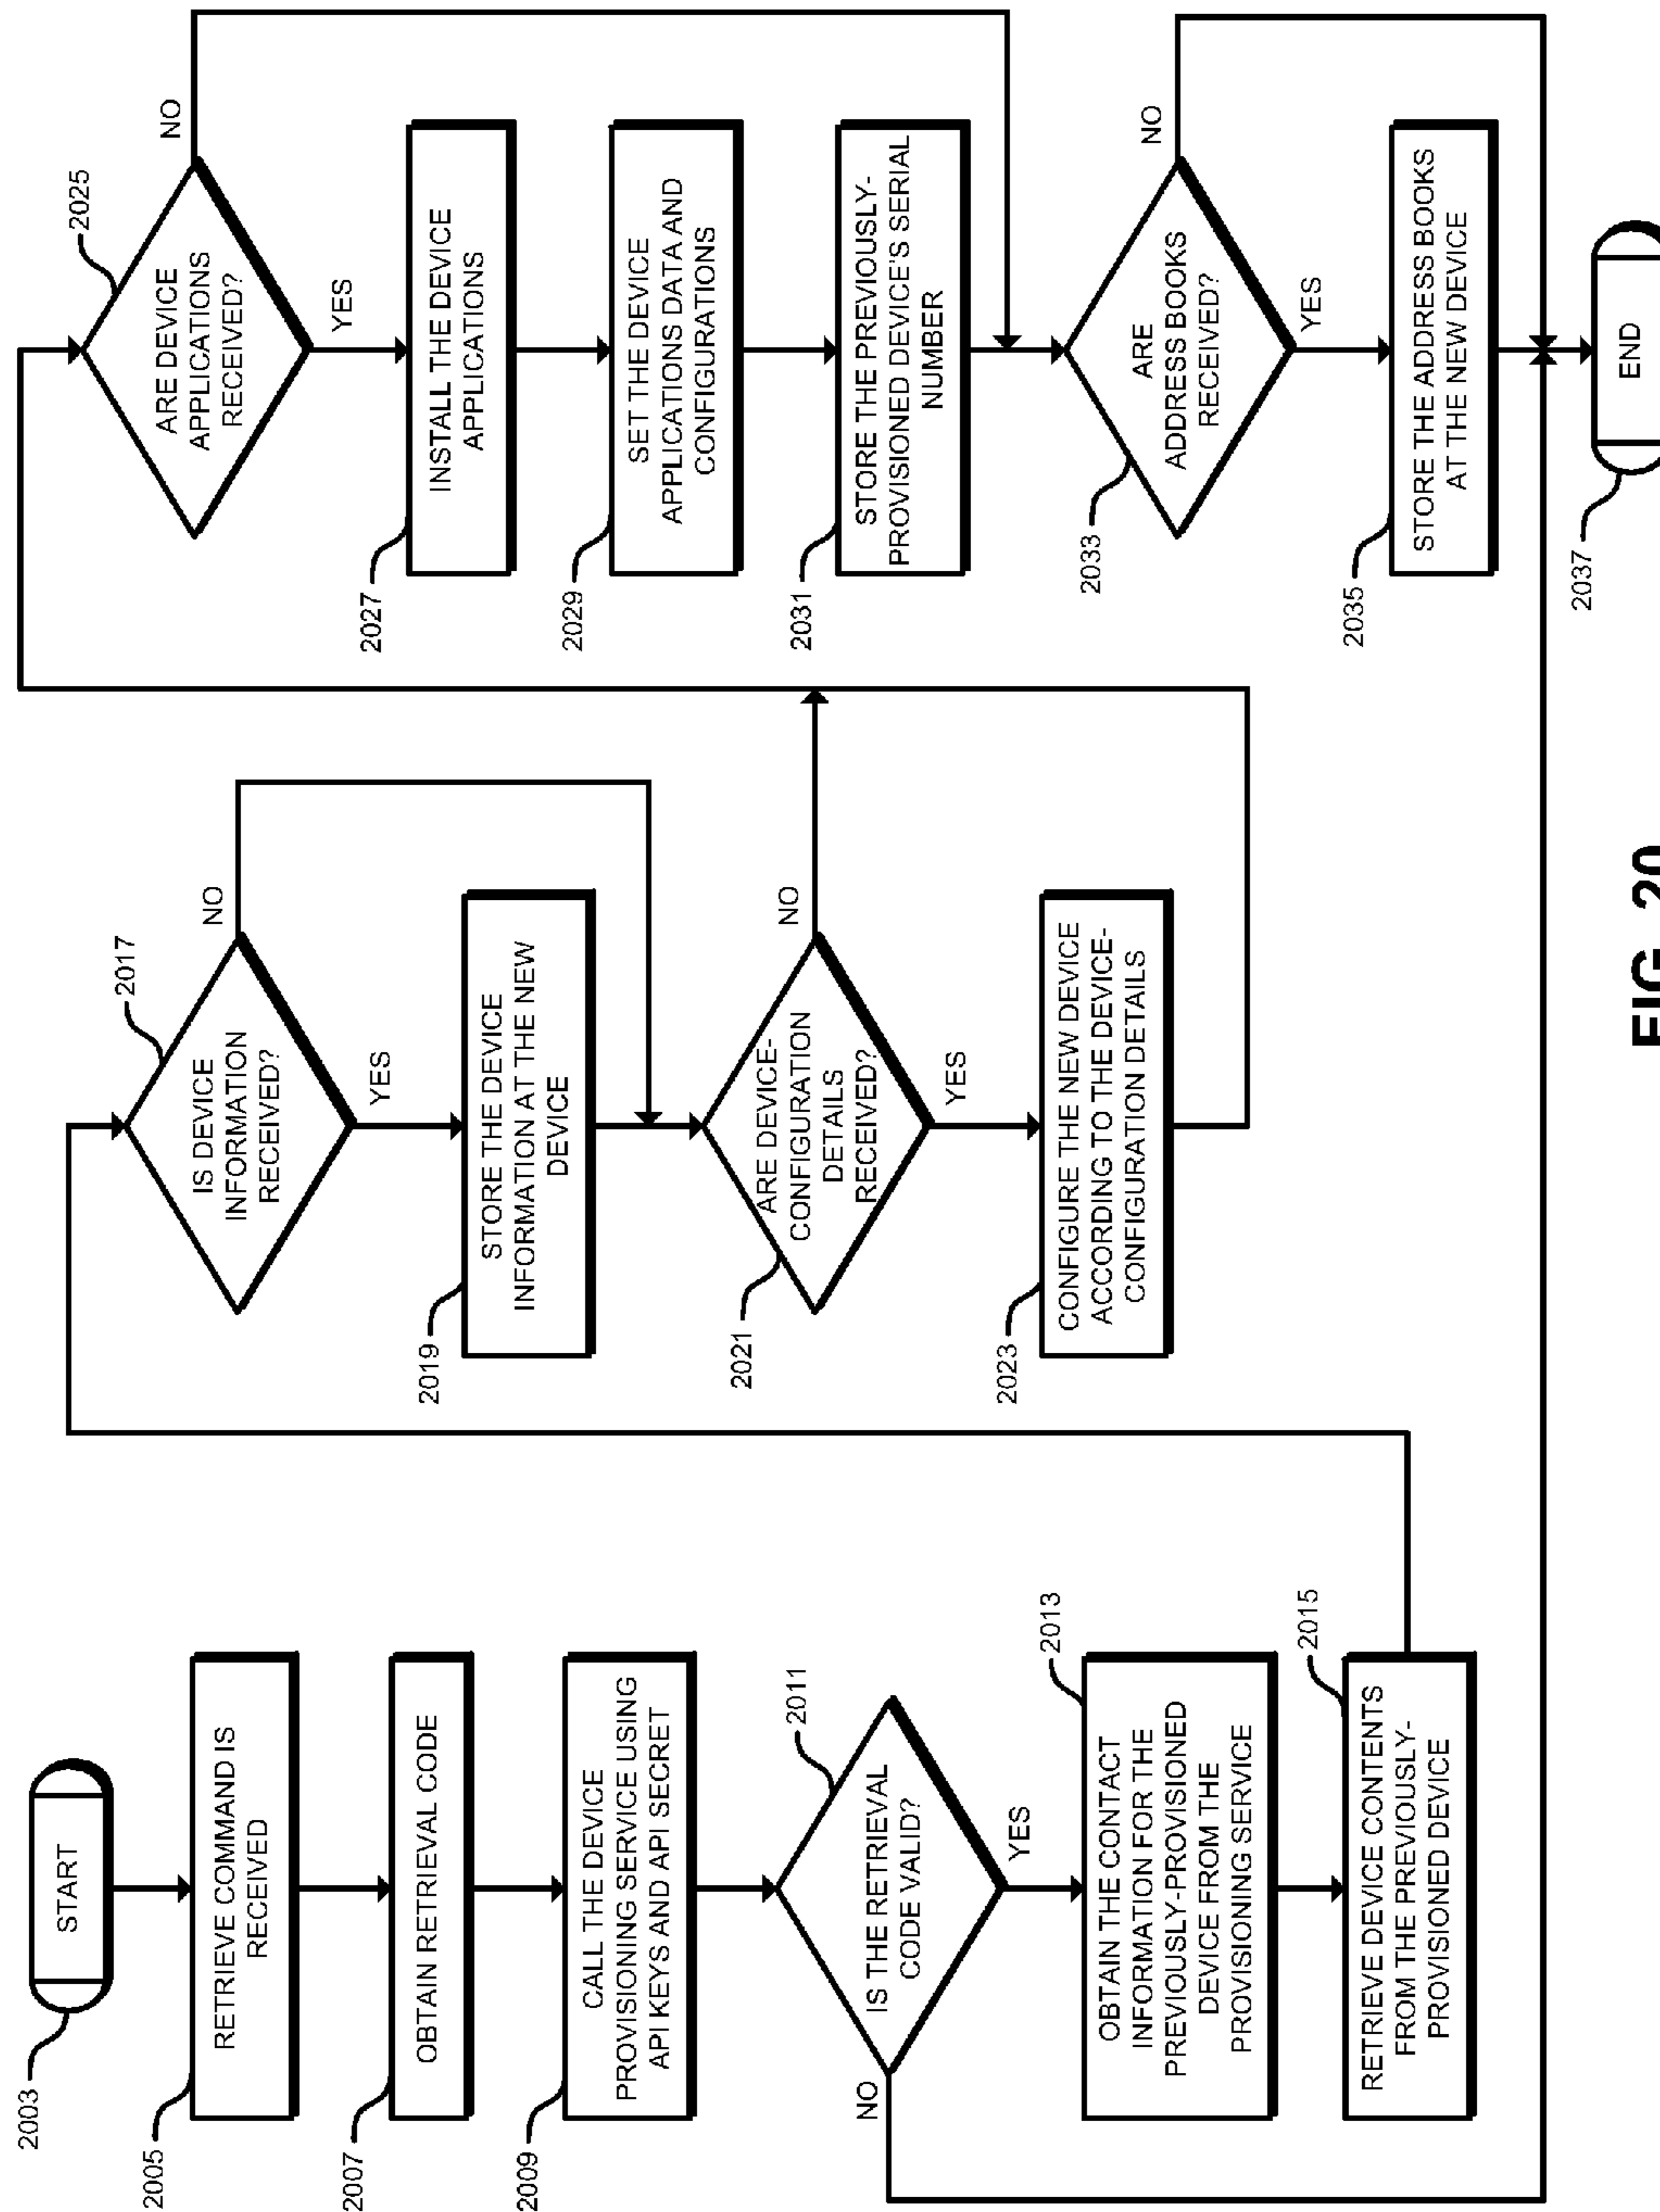 2003
START
2005
RETRIEVE COMMAND IS
RECEIVED
2007
OBTAIN RETRIEVAL CODE
2009
CALL THE DEVICE
PROVISIONING SERVICE USING
API KEYS AND API SECRET
2011
IS THE RETRIEVAL
CODE VALID?
NO
YES
2013
OBTAIN THE CONTACT
INFORMATION FOR THE
PREVIOUSLY-PROVISIONED
DEVICE FROM THE
PROVISIONING SERVICE
2015
RETRIEVE DEVICE CONTENTS
FROM THE PREVIOUSLY-
PROVISIONED DEVICE
2017
IS DEVICE
INFORMATION
RECEIVED?
NO
YES
2019
STORE THE DEVICE
INFORMATION AT THE NEW
DEVICE
2021
ARE DEVICE-
CONFIGURATION
DETAILS
RECEIVED?
NO
YES
2023
CONFIGURE THE NEW DEVICE
ACCORDING TO THE DEVICE-
CONFIGURATION DETAILS
2025
ARE DEVICE
APPLICATIONS
RECEIVED?
NO
YES
2027
INSTALL THE DEVICE
APPLICATIONS
2029
SET THE DEVICE
APPLICATIONS DATA AND
CONFIGURATIONS
2031
STORE THE PREVIOUSLY-
PROVISIONED DEVICE'S SERIAL
NUMBER
2033
ARE
ADDRESS BOOKS
RECEIVED?
NO
YES
2035
STORE THE ADDRESS BOOKS
AT THE NEW DEVICE
2037
END
FIG. 20